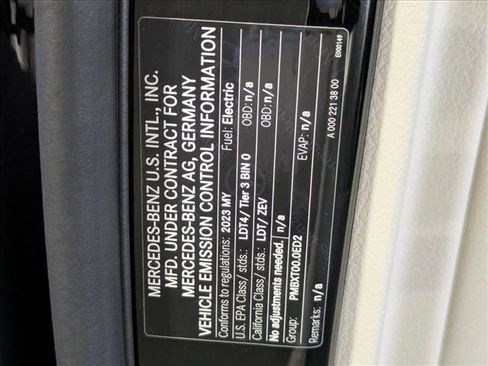 MERCEDES-BENZ U.S. INTL., INC.
MFD. UNDER CONTRACT FOR
MERCEDES-BENZ AG, GERMANY
VEHICLE EMISSION CONTROL INFORMATION
Conforms to regulations: 2023 MY Fuel: Electric
U.S. EPA Class/ stds.: LDT4/ Tier 3 BIN 0 OBD: n/a
California Class / stds.: LDT/ ZEV OBD: n/a
No adjustments needed. n/a
Group: PMBXT00.0ED2 EVAP: n/a
Remarks: n/a
A 000 221 38 00
E000149